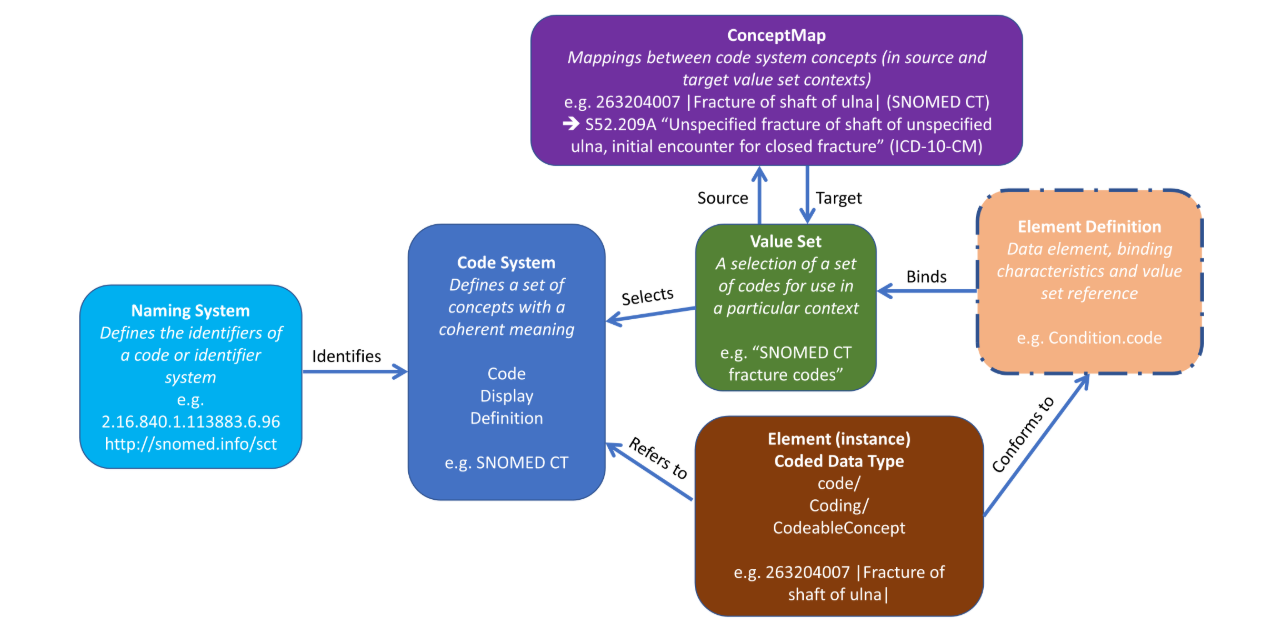 ConceptMap
Mappings between code system concepts (in source and
target value set contexts)
e.g. 263204007 |Fracture of shaft of ulna| (SNOMED CT)
➔ S52.209A “Unspecified fracture of shaft of unspecified
ulna, initial encounter for closed fracture” (ICD-10-CM)
Source
Target
Naming System
Defines the identifiers of
a code or identifier
system
e.g.
2.16.840.1.113883.6.96
http://snomed.info/sct
Identifies
Code System
Defines a set of
concepts with a
coherent meaning
Code
Display
Definition
e.g. SNOMED CT
Selects
Value Set
A selection of a set
of codes for use in
a particular context
e.g. “SNOMED CT
fracture codes”
Binds
Element Definition
Data element, binding
characteristics and value
set reference
e.g. Condition.code
Refers to
Element (instance)
Coded Data Type
code/
Coding/
CodeableConcept
e.g. 263204007 |Fracture of
shaft of ulna|
Conforms to